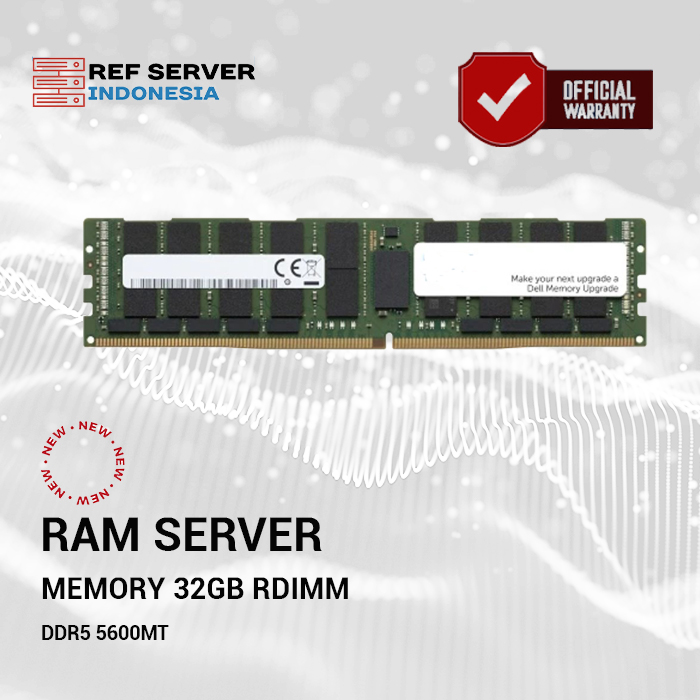 REF SERVER
INDONESIA
OFFICIAL
WARRANTY
CE
Make your next upgrade a
Dell Memory Upgrade
NEW • NEW • NEW • NEW • NEW •
RAM SERVER
MEMORY 32GB RDIMM
DDR5 5600MT